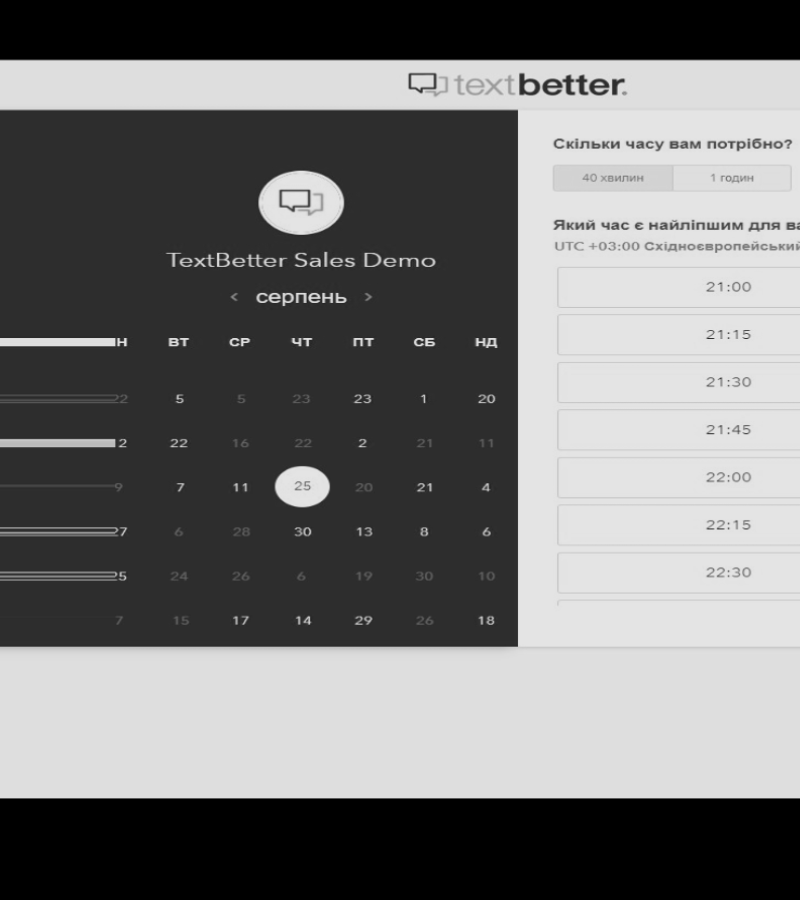 textbetter.
TextBetter Sales Demo
< серпень >
Н ВТ СР ЧТ ПТ СБ НД
22 5 5 23 23 1 20
2 22 16 22 2 21 11
9 7 11 25 20 21 4
27 6 28 30 13 8 6
25 24 26 6 19 30 10
7 15 17 14 29 26 18
Скільки часу вам потрібно?
40 хвилин 1 годин
Який час є найліпшим для
UTC +03:00 Східноєвропейський
21:00
21:15
21:30
21:45
22:00
22:15
22:30